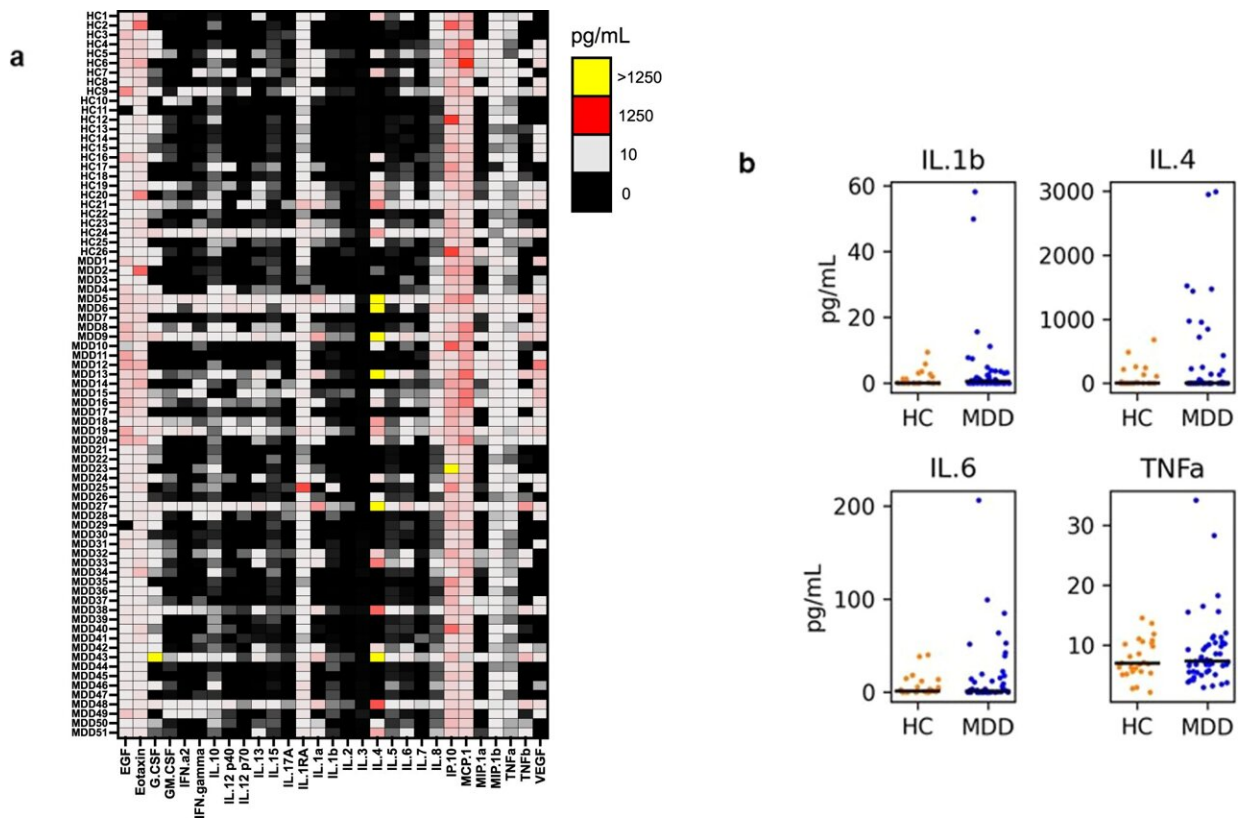 a
HC1
HC2
HC3
HC4
HC5
HC6
HC7
HC8
HC9
HC10
HC11
HC12
HC13
HC14
HC15
HC16
HC17
HC18
HC19
HC20
HC21
HC22
HC23
HC24
HC25
HC26
MDD1
MDD2
MDD3
MDD4
MDD5
MDD6
MDD7
MDD8
MDD9
MDD10
MDD11
MDD12
MDD13
MDD14
MDD15
MDD16
MDD17
MDD18
MDD19
MDD20
MDD21
MDD22
MDD23
MDD24
MDD25
MDD26
MDD27
MDD28
MDD29
MDD30
MDD31
MDD32
MDD33
MDD34
MDD35
MDD36
MDD37
MDD38
MDD39
MDD40
MDD41
MDD42
MDD43
MDD44
MDD45
MDD46
MDD47
MDD48
MDD49
MDD50
MDD51
EGF
Eotaxin
G.CSF
GM.CSF
IFN.a2
IFN.gamma
IL.10
IL.12 p40
IL.12 p70
IL.13
IL.15
IL.17A
IL.1RA
IL.1a
IL.1b
IL.2
IL.3
IL.4
IL.5
IL.6
IL.7
IL.8
IP.10
MCP.1
MIP.1a
MIP.1b
TNFa
TNFb
VEGF
pg/mL
>1250
1250
10
0
b
IL.1b
60
40
20
0
pg/mL
HC MDD
IL.4
3000
2000
1000
0
HC MDD
IL.6
200
100
0
pg/mL
HC MDD
TNFa
30
20
10
HC MDD